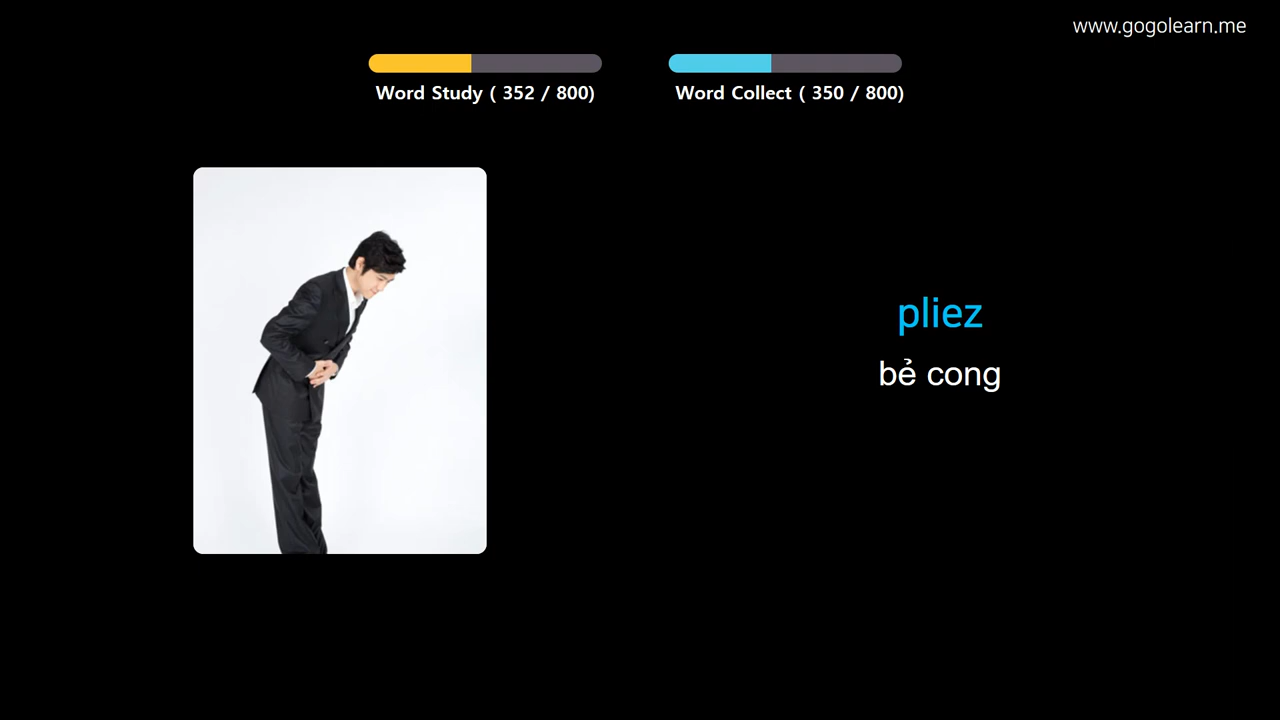 www.gogolearn.me
Word Study ( 352 / 800)
Word Collect ( 350 / 800)
pliez
bẻ cong